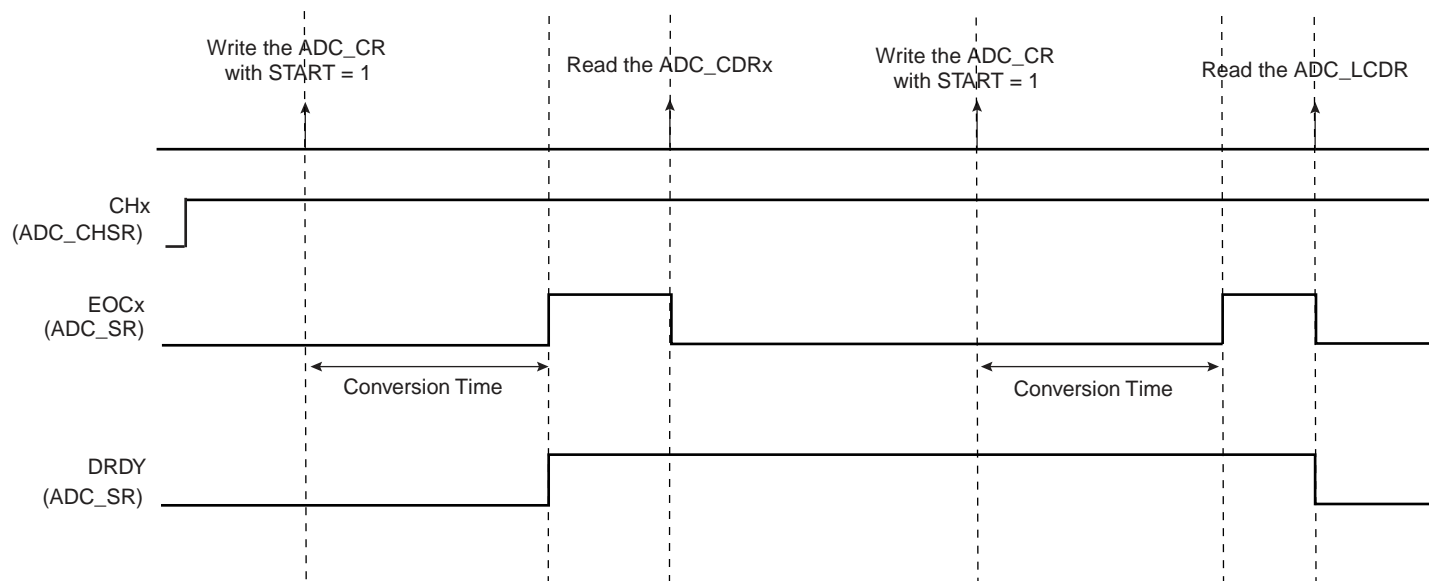 Write the ADC_CR
with START = 1
Read the ADC_CDRx
Write the ADC_CR
with START = 1
Read the ADC_LCDR
CHx
(ADC_CHSR)
EOCx
(ADC_SR)
Conversion Time
Conversion Time
DRDY
(ADC_SR)